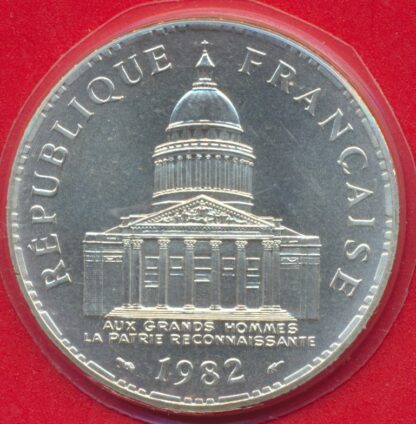 RÉPUBLIQUE FRANÇAISE
AUX GRANDS HOMMES
LA PATRIE RECONNAISSANTE
1982